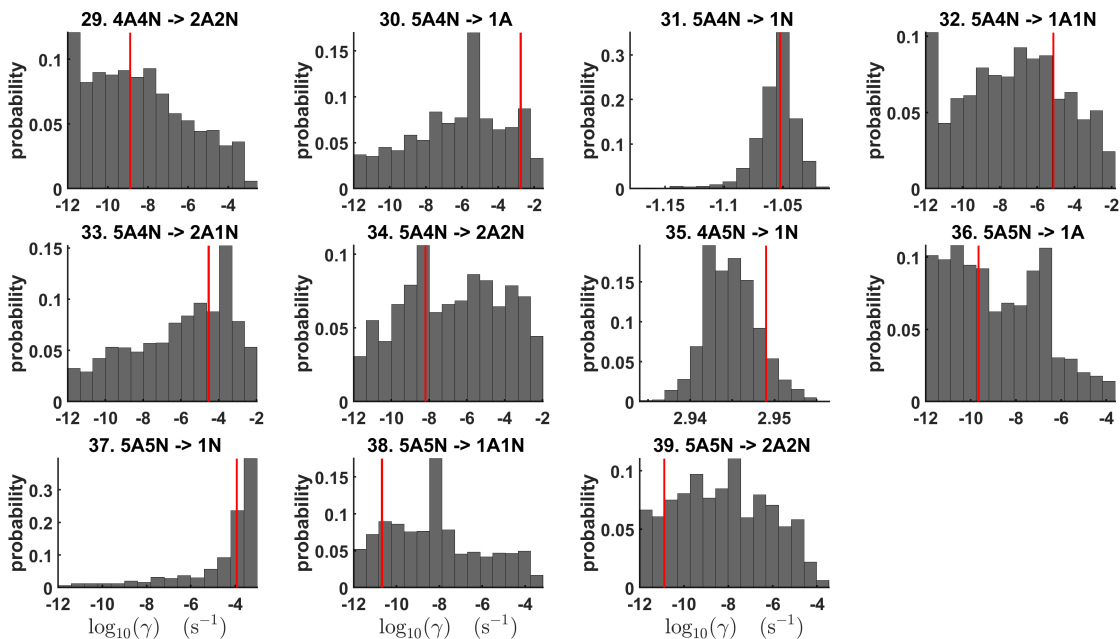 29. 4A4N -> 2A2N
probability
0.1
0.05
0
-12 -10 -8 -6 -4
30. 5A4N -> 1A
probability
0.15
0.1
0.05
0
-12 -10 -8 -6 -4 -2
31. 5A4N -> 1N
probability
0.3
0.2
0.1
0
-1.15 -1.1 -1.05
32. 5A4N -> 1A1N
probability
0.1
0.05
0
-12 -10 -8 -6 -4 -2
33. 5A4N -> 2A1N
probability
0.15
0.1
0.05
0
-12 -10 -8 -6 -4 -2
34. 5A4N -> 2A2N
probability
0.1
0.05
0
-12 -10 -8 -6 -4 -2
35. 4A5N -> 1N
probability
0.15
0.1
0.05
0
2.94 2.95
36. 5A5N -> 1A
probability
0.1
0.05
0
-12 -10 -8 -6 -4
37. 5A5N -> 1N
probability
0.3
0.2
0.1
0
-12 -10 -8 -6 -4
log₁₀(γ) (s⁻¹)
38. 5A5N -> 1A1N
probability
0.15
0.1
0.05
0
-12 -10 -8 -6 -4
log₁₀(γ) (s⁻¹)
39. 5A5N -> 2A2N
probability
0.1
0.05
0
-12 -10 -8 -6 -4
log₁₀(γ) (s⁻¹)